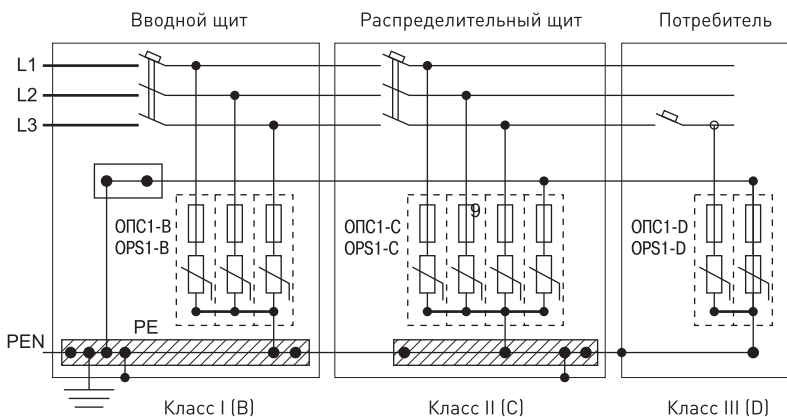 Вводной щит
Распределительный щит
Потребитель
L1
L2
L3
9
ОПС1-В
OPS1-B
ОПС1-С
OPS1-C
ОПС1-D
OPS1-D
PE
PEN
Класс I (B)
Класс II (C)
Класс III (D)